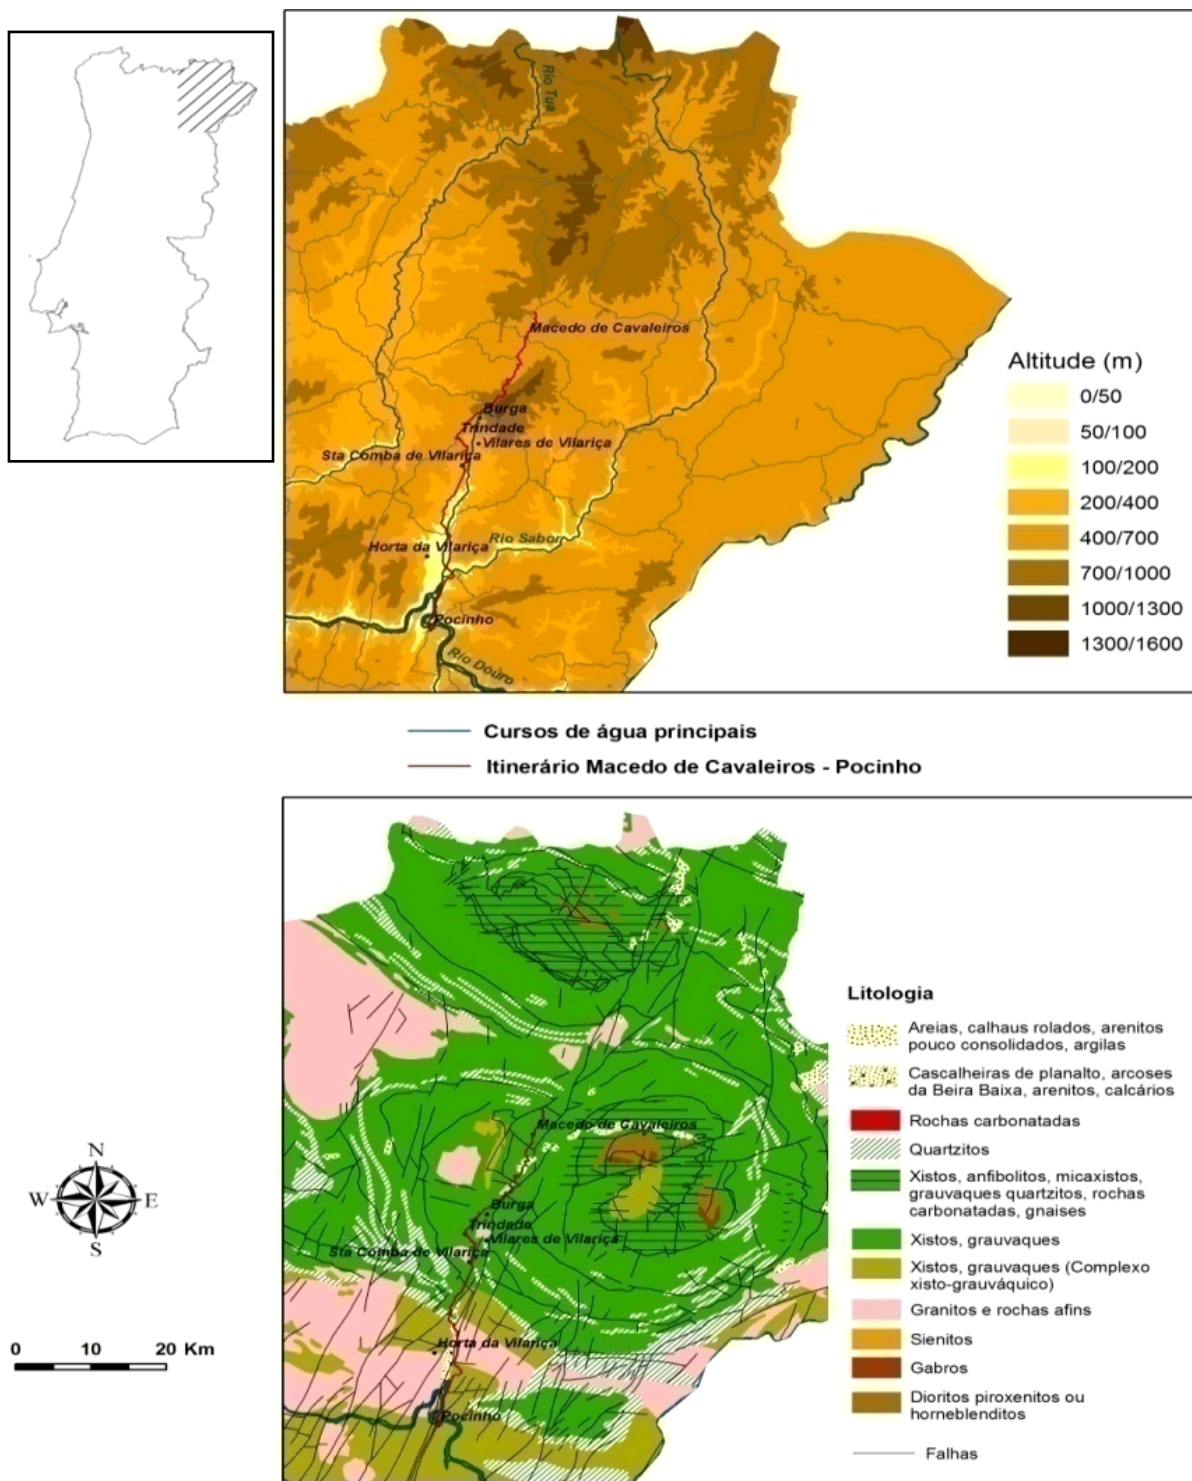 Rio Tua
Macedo de Cavaleiros
Burga
Trindade
Vilares de Vilariça
Sta Comba de Vilariça
Rio Sabor
Horta da Vilariça
Pocinho
Rio Douro
Altitude (m)
0/50
50/100
100/200
200/400
400/700
700/1000
1000/1300
1300/1600
Cursos de água principais
Itinerário Macedo de Cavaleiros - Pocinho
Macedo de Cavaleiros
Burga
Trindade
Vilares de Vilariça
Sta Comba de Vilariça
Horta da Vilariça
Pocinho
N
W E
S
0 10 20 Km
Litologia
Areias, calhaus rolados, arenitos
pouco consolidados, argilas
Cascalheiras de planalto, arcoses
da Beira Baixa, arenitos, calcários
Rochas carbonatadas
Quartzitos
Xistos, anfibolitos, micaxistos,
grauvaques quartzitos, rochas
carbonatadas, gnaises
Xistos, grauvaques
Xistos, grauvaques (Complexo
xisto-grauváquico)
Granitos e rochas afins
Sienitos
Gabros
Dioritos piroxenitos ou
horneblenditos
Falhas